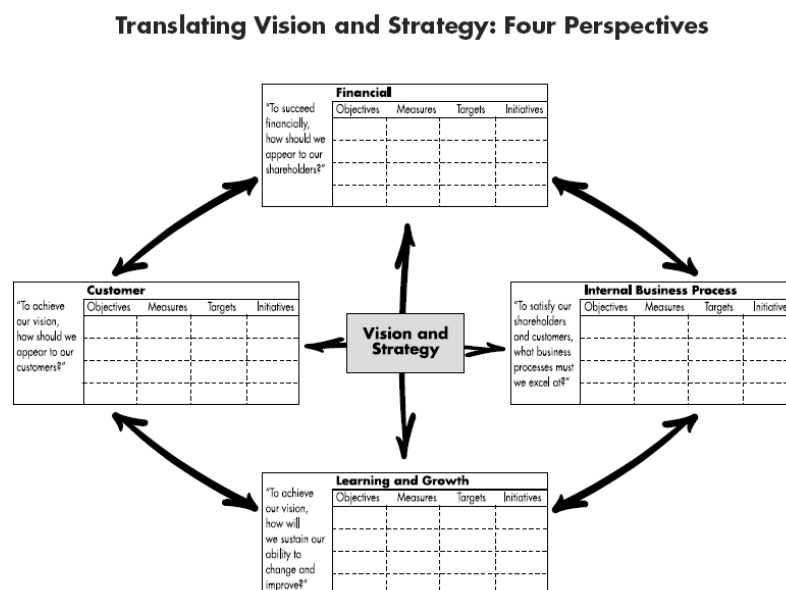 Translating Vision and Strategy: Four Perspectives
Financial
"To succeed
financially,
how should we
appear to our
shareholders?"
Objectives Measures Targets Initiatives
Customer
"To achieve
our vision,
how should we
appear to our
customers?"
Objectives Measures Targets Initiatives
Vision and
Strategy
Internal Business Process
"To satisfy our
shareholders
and customers,
what business
processes must
we excel at?"
Objectives Measures Targets Initiative
Learning and Growth
"To achieve
our vision,
how will
we sustain our
ability to
change and
improve?"
Objectives Measures Targets Initiatives